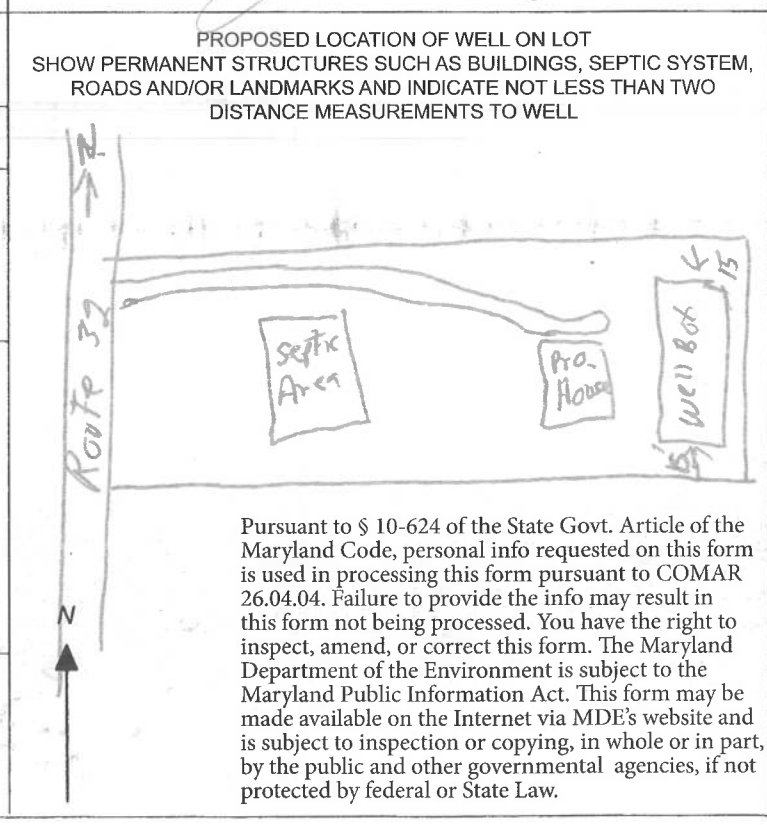 PROPOSED LOCATION OF WELL ON LOT
SHOW PERMANENT STRUCTURES SUCH AS BUILDINGS, SEPTIC SYSTEM,
ROADS AND/OR LANDMARKS AND INDICATE NOT LESS THAN TWO
DISTANCE MEASUREMENTS TO WELL
N
Route 32
Septic
Area
Pro.
House
Well Box
15
15'
N
Pursuant to § 10-624 of the State Govt. Article of the
Maryland Code, personal info requested on this form
is used in processing this form pursuant to COMAR
26.04.04. Failure to provide the info may result in
this form not being processed. You have the right to
inspect, amend, or correct this form. The Maryland
Department of the Environment is subject to the
Maryland Public Information Act. This form may be
made available on the Internet via MDE's website and
is subject to inspection or copying, in whole or in part,
by the public and other governmental agencies, if not
protected by federal or State Law.